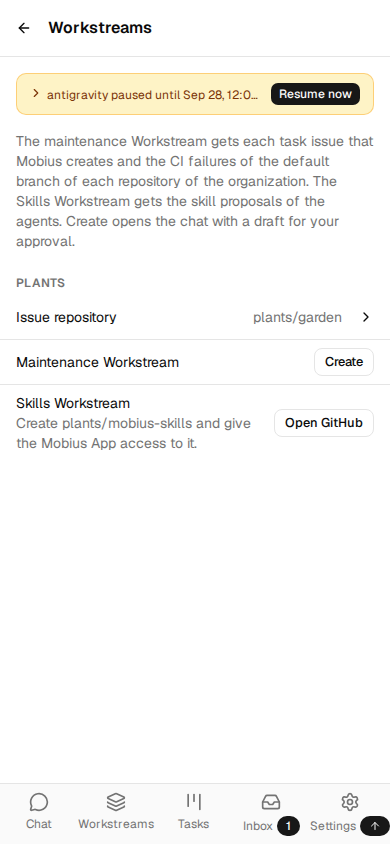 Workstreams
antigravity paused until Sep 28, 12:0... Resume now
The maintenance Workstream gets each task issue that
Mobius creates and the CI failures of the default
branch of each repository of the organization. The
Skills Workstream gets the skill proposals of the
agents. Create opens the chat with a draft for your
approval.
PLANTS
Issue repository plants/garden
Maintenance Workstream Create
Skills Workstream
Create plants/mobius-skills and give
the Mobius App access to it.
Open GitHub
Chat Workstreams Tasks Inbox 1 Settings